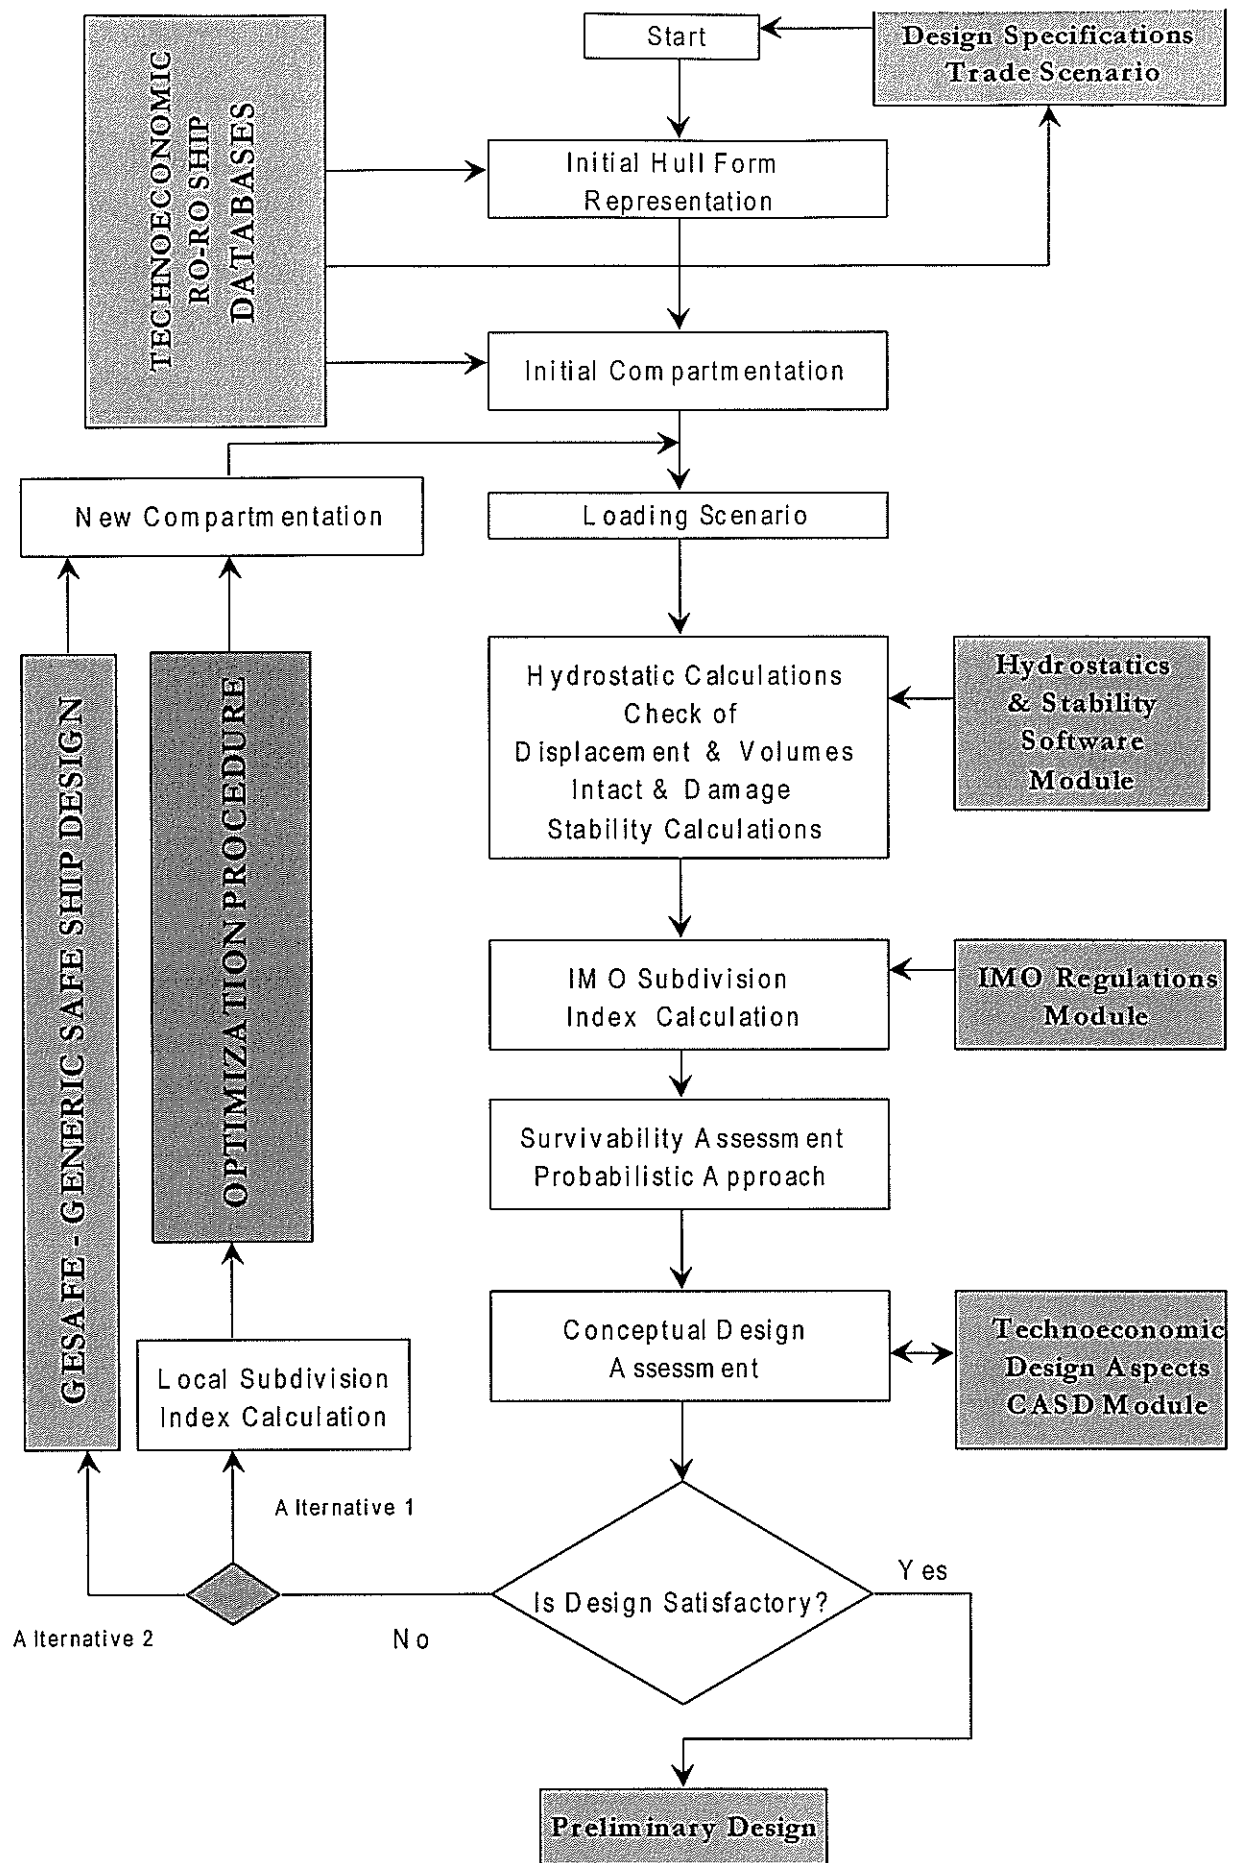 Start
Design Specifications
Trade Scenario
TECHNOECONOMIC
RO-RO SHIP
DATABASES
Initial Hull Form
Representation
Initial Compartmentation
New Compartmentation
Loading Scenario
Hydrostatic Calculations
Check of
Displacement & Volumes
Intact & Damage
Stability Calculations
Hydrostatics
& Stability
Software
Module
GESAFE - GENERIC SAFE SHIP DESIGN
OPTIMIZATION PROCEDURE
IMO Subdivision
Index Calculation
IMO Regulations
Module
Survivability Assessment
Probabilistic Approach
Conceptual Design
Assessment
Technoeconomic
Design Aspects
CASD Module
Local Subdivision
Index Calculation
Alternative 1
Is Design Satisfactory?
Yes
No
Alternative 2
Preliminary Design